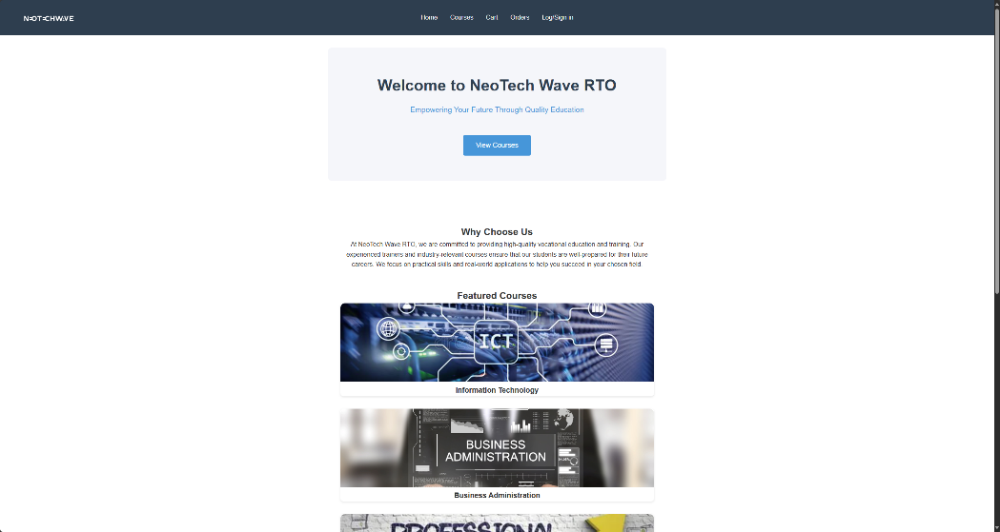 NEOTECHWAVE
Home Courses Cart Orders Log/Sign in
Welcome to NeoTech Wave RTO
Empowering Your Future Through Quality Education
View Courses
Why Choose Us
At NeoTech Wave RTO, we are committed to providing high-quality vocational education and training. Our
experienced trainers and industry-relevant courses ensure that our students are well-prepared for their future
careers. We focus on practical skills and real-world applications to help you succeed in your chosen field.
Featured Courses
ICT
Information Technology
BUSINESS
ADMINISTRATION
Business Administration
PROFESSIONAL